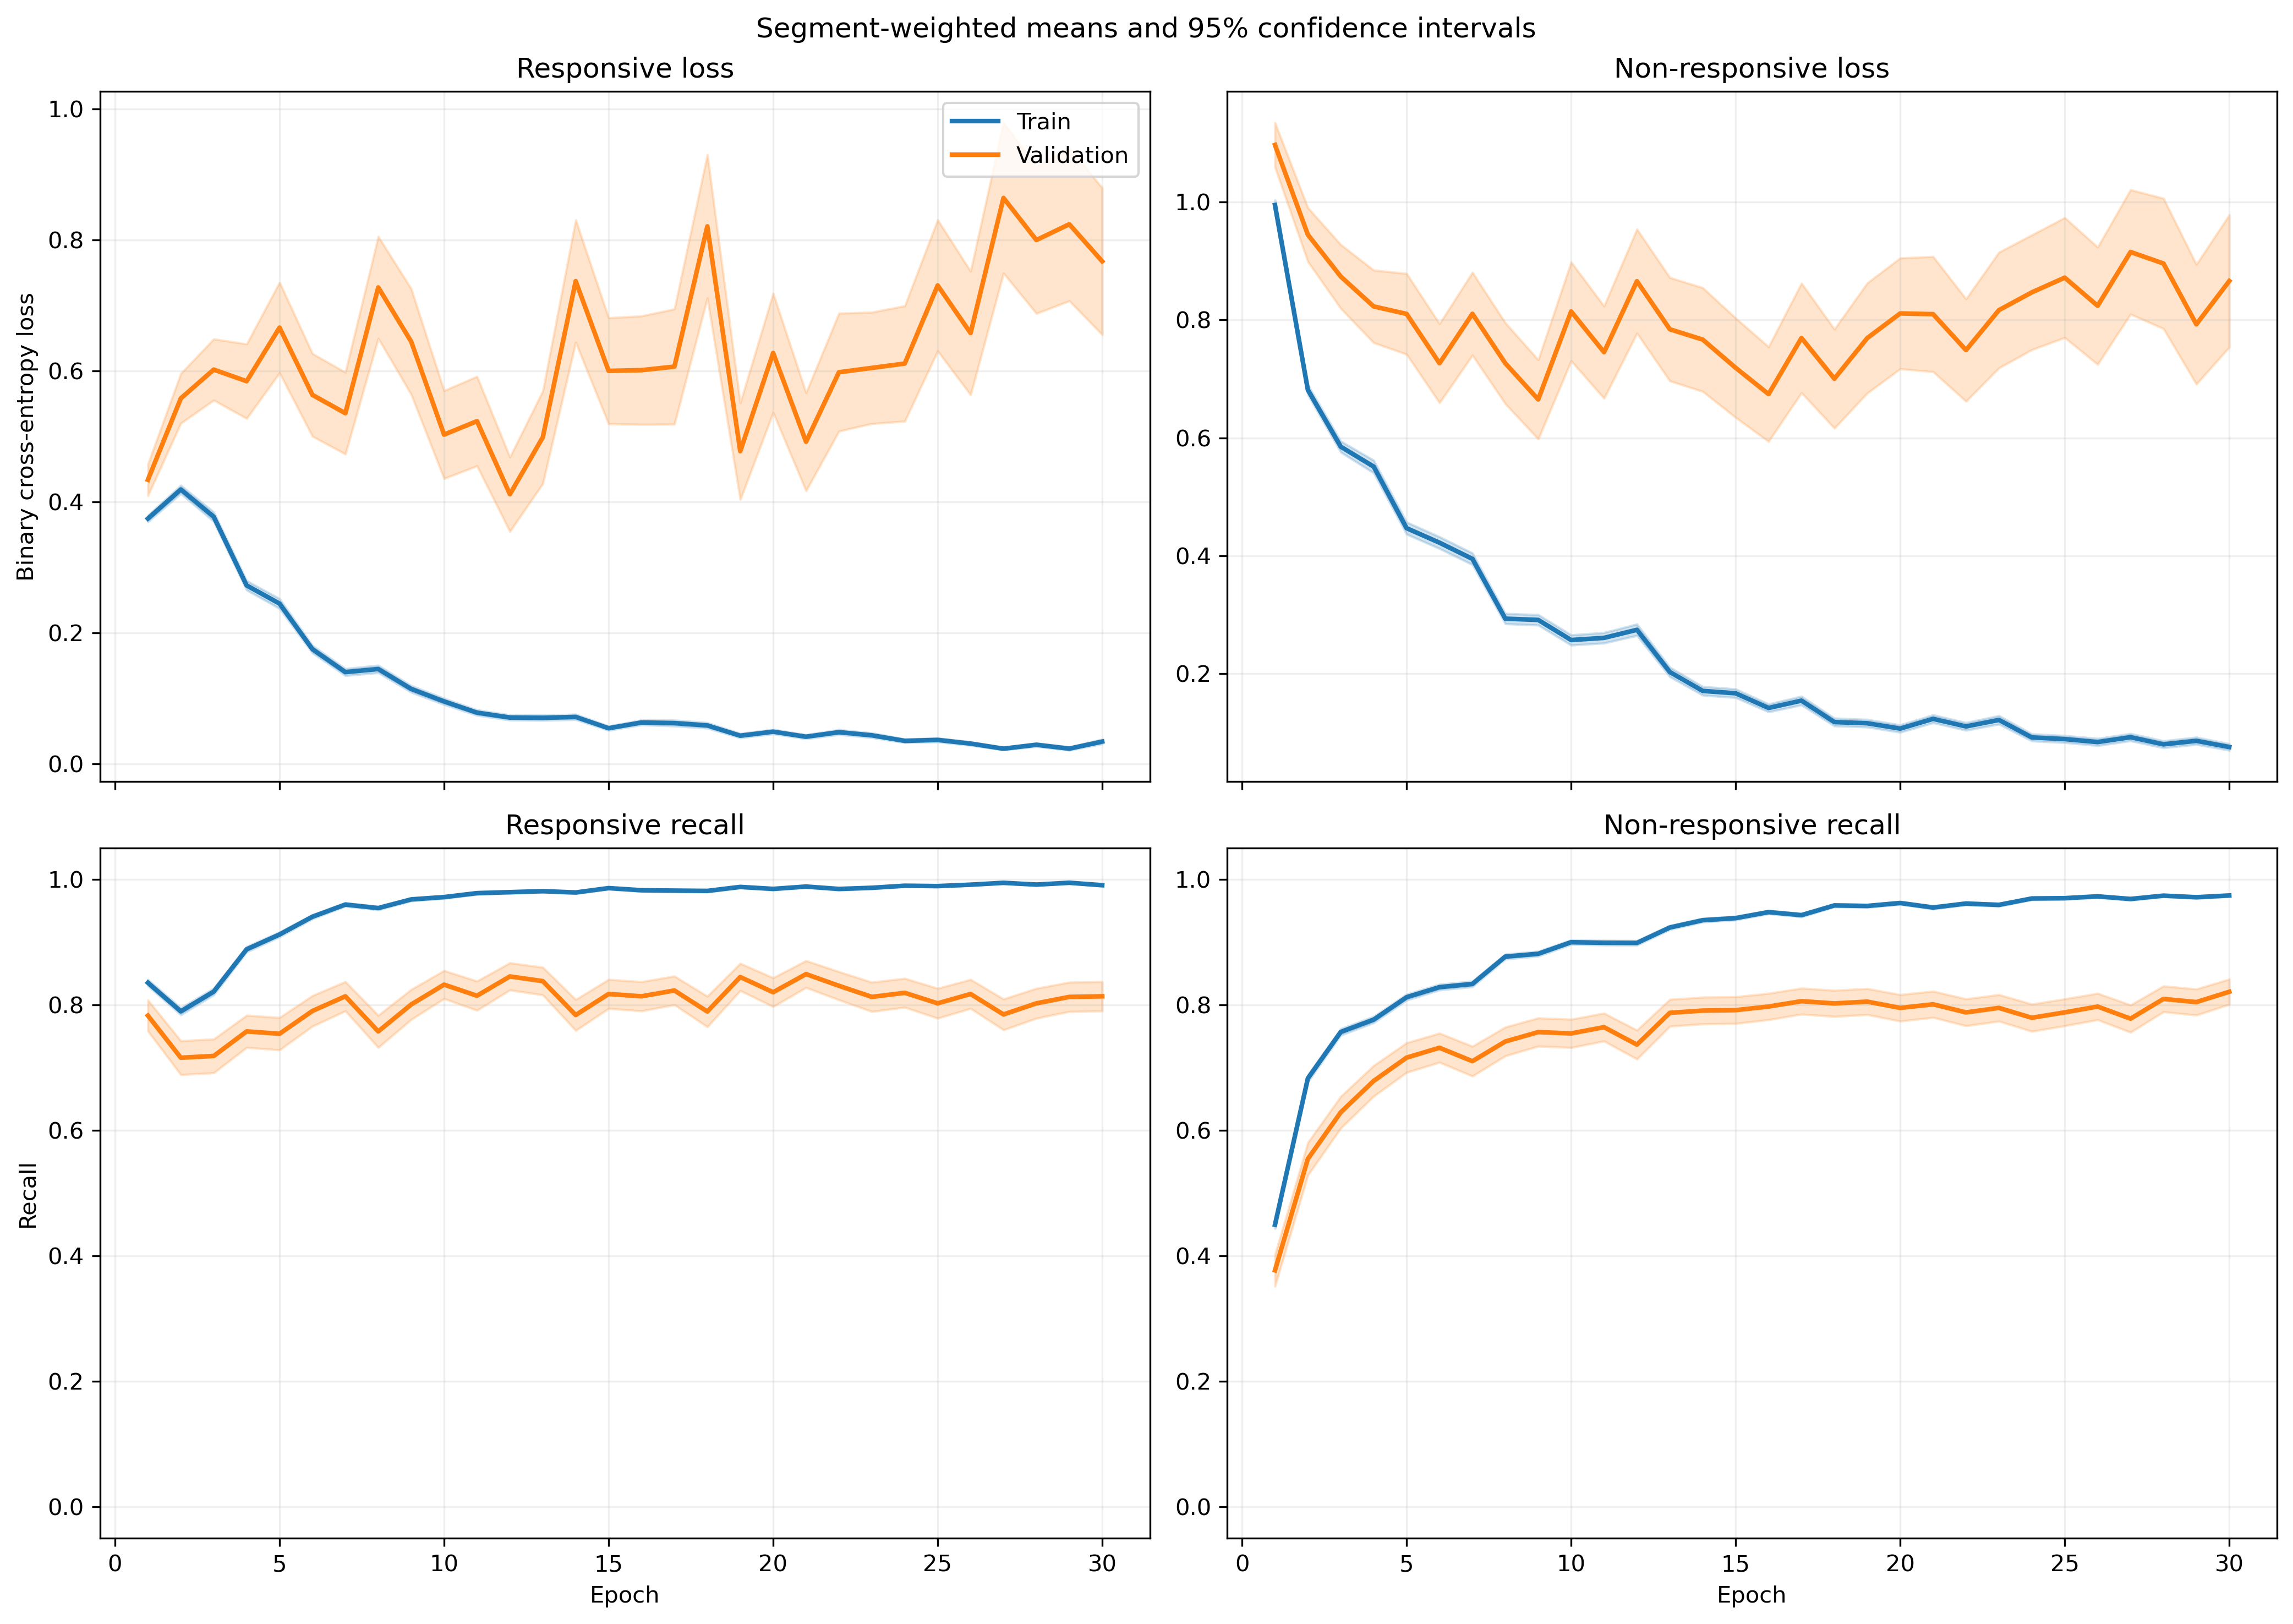 Segment-weighted means and 95% confidence intervals
Responsive loss
Non-responsive loss
Train
Validation
Binary cross-entropy loss
1.0
0.8
0.6
0.4
0.2
0.0
1.0
0.8
0.6
0.4
0.2
Responsive recall
Non-responsive recall
Recall
1.0
0.8
0.6
0.4
0.2
0.0
0 5 10 15 20 25 30
Epoch
1.0
0.8
0.6
0.4
0.2
0.0
0 5 10 15 20 25 30
Epoch